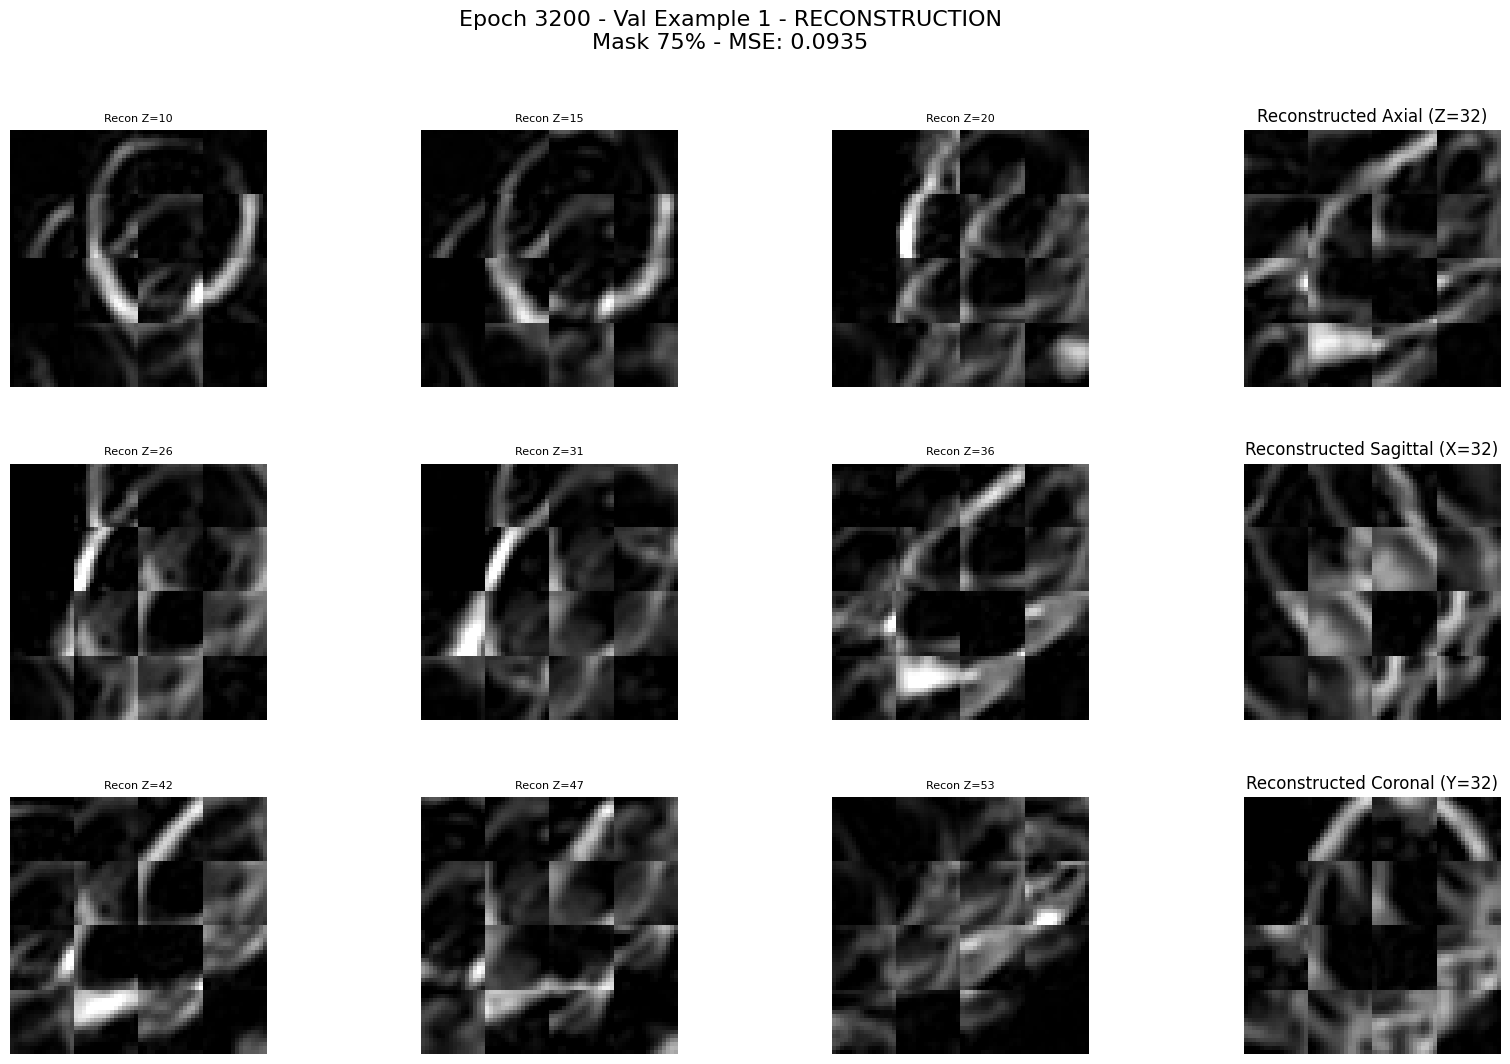 Epoch 3200 - Val Example 1 - RECONSTRUCTION
Mask 75% - MSE: 0.0935
Recon Z=10
Recon Z=15
Recon Z=20
Reconstructed Axial (Z=32)
Recon Z=26
Recon Z=31
Recon Z=36
Reconstructed Sagittal (X=32)
Recon Z=42
Recon Z=47
Recon Z=53
Reconstructed Coronal (Y=32)